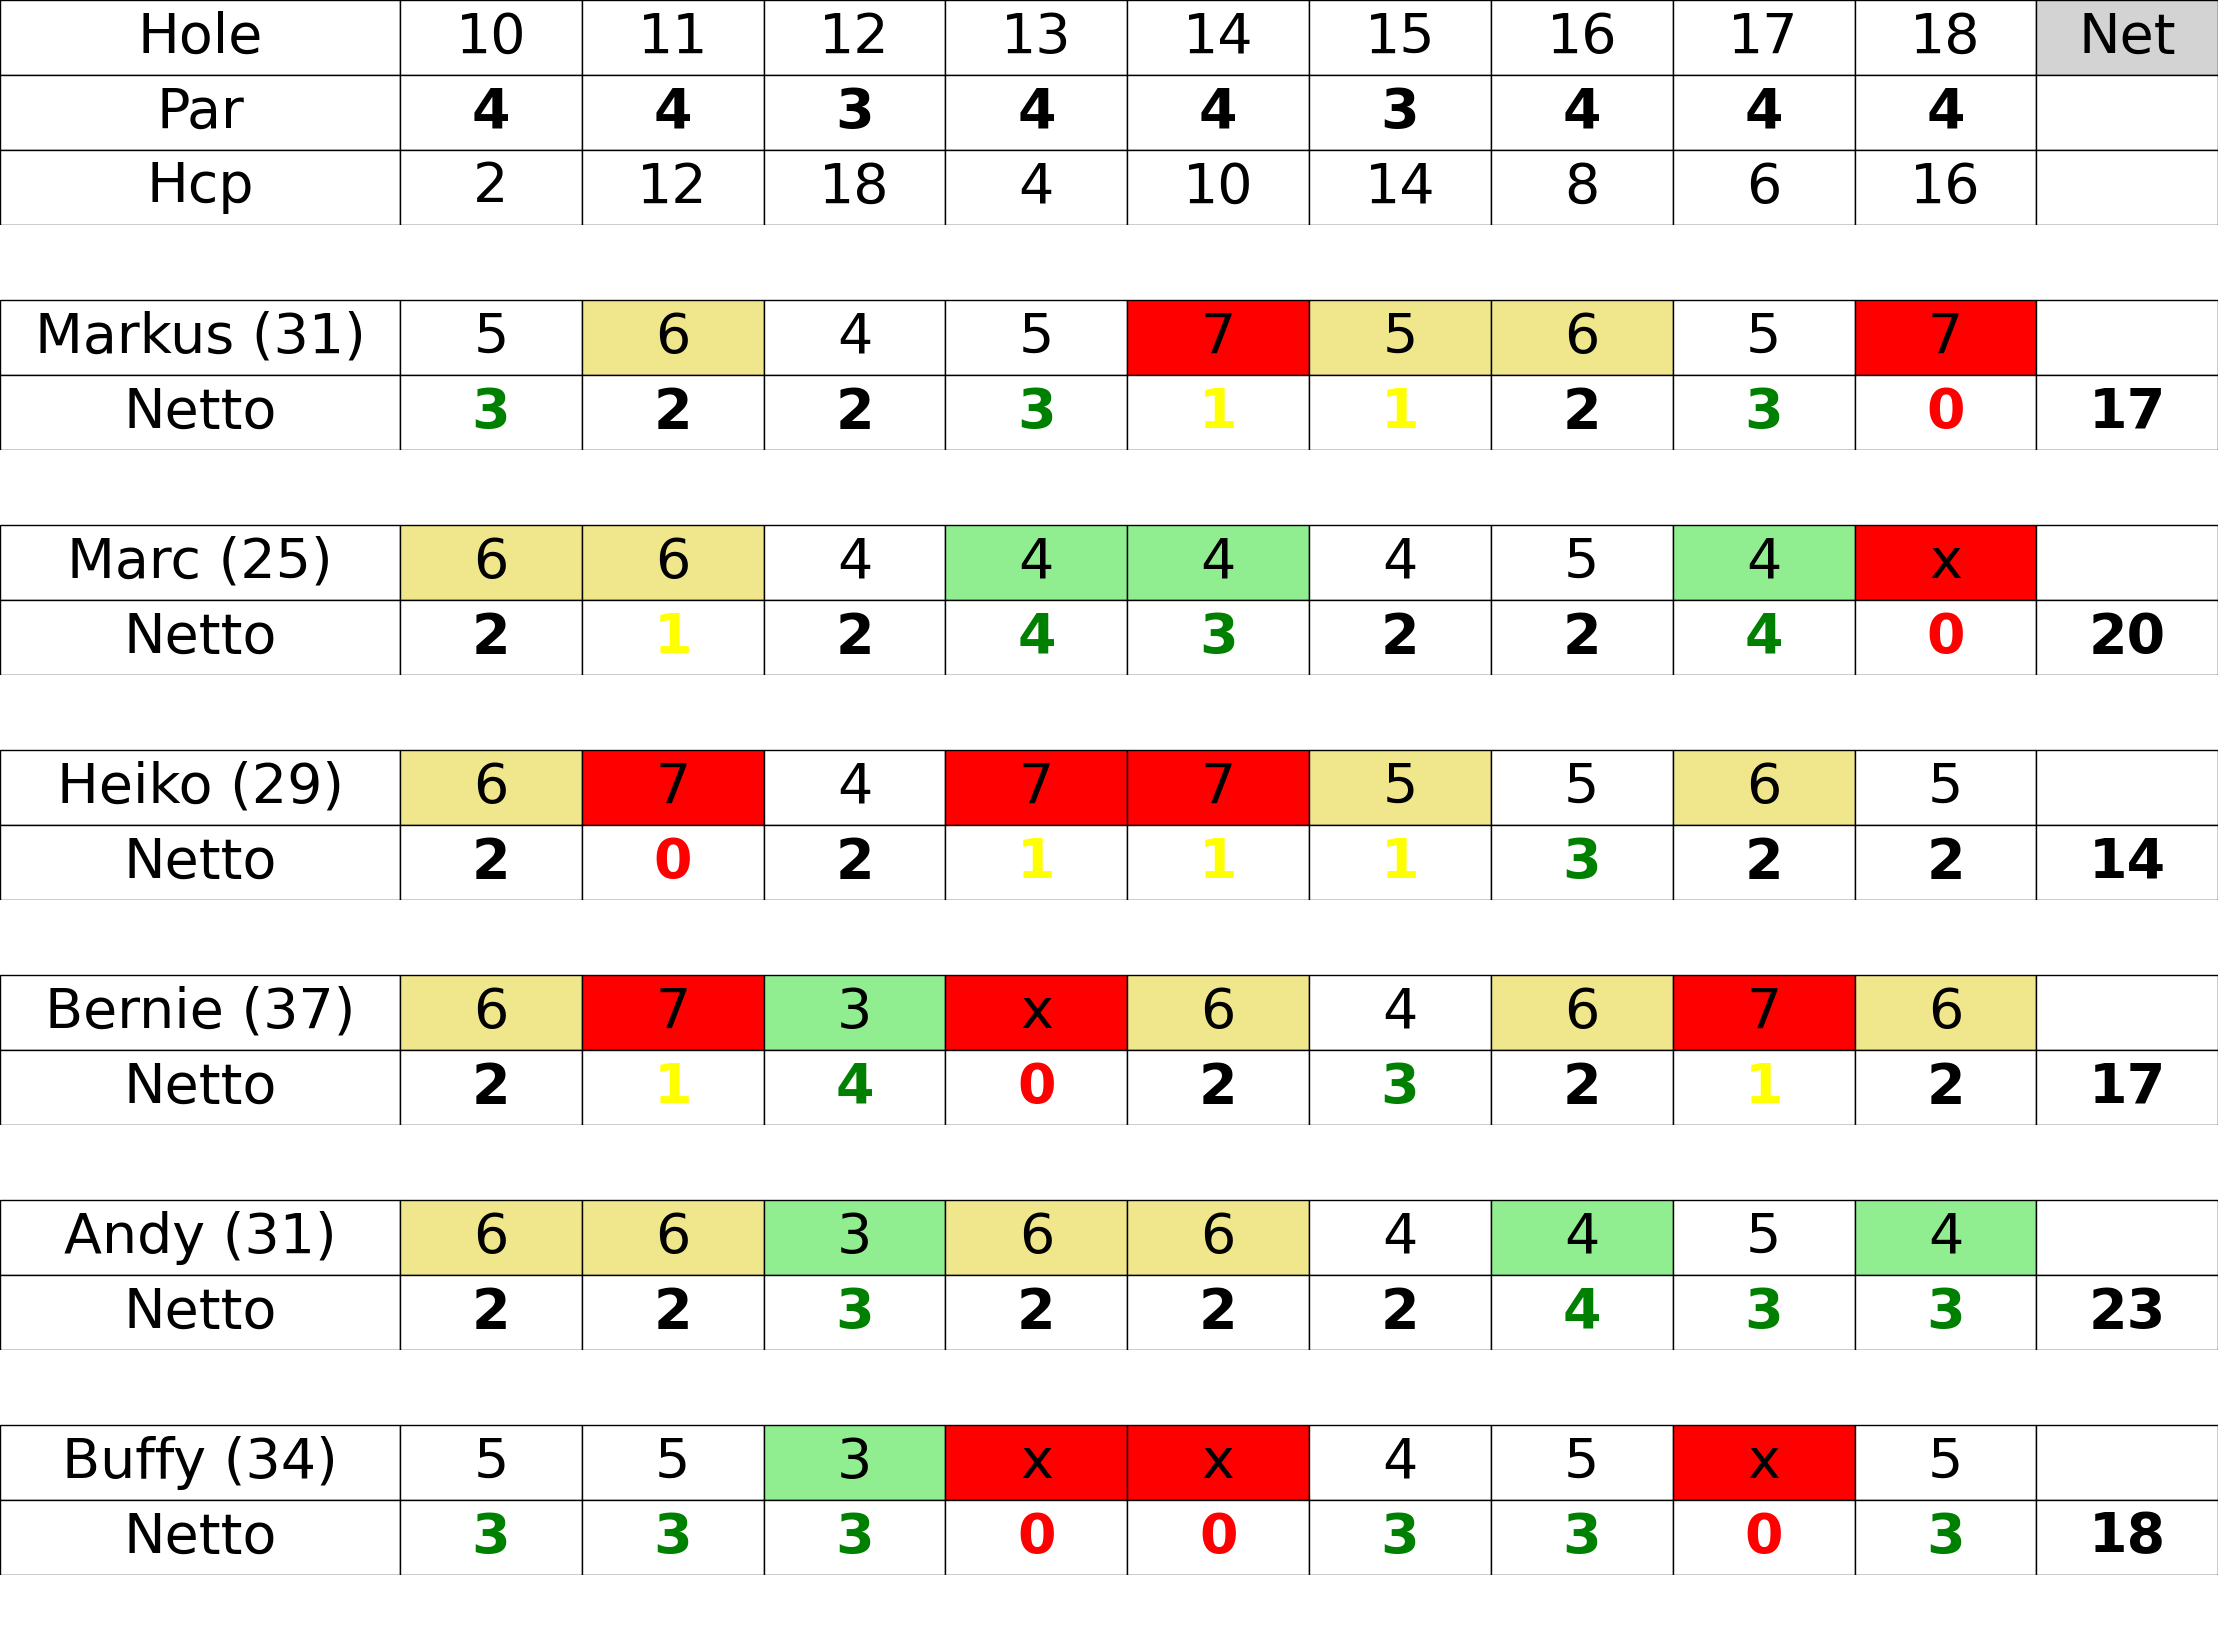 Hole 10 11 12 13 14 15 16 17 18 Net
Par 4 4 3 4 4 3 4 4 4
Hcp 2 12 18 4 10 14 8 6 16
Markus (31) 5 6 4 5 7 5 6 5 7
Netto 3 2 2 3 1 1 2 3 0 17
Marc (25) 6 6 4 4 4 4 5 4 x
Netto 2 1 2 4 3 2 2 4 0 20
Heiko (29) 6 7 4 7 7 5 5 6 5
Netto 2 0 2 1 1 1 3 2 2 14
Bernie (37) 6 7 3 x 6 4 6 7 6
Netto 2 1 4 0 2 3 2 1 2 17
Andy (31) 6 6 3 6 6 4 4 5 4
Netto 2 2 3 2 2 2 4 3 3 23
Buffy (34) 5 5 3 x x 4 5 x 5
Netto 3 3 3 0 0 3 3 0 3 18